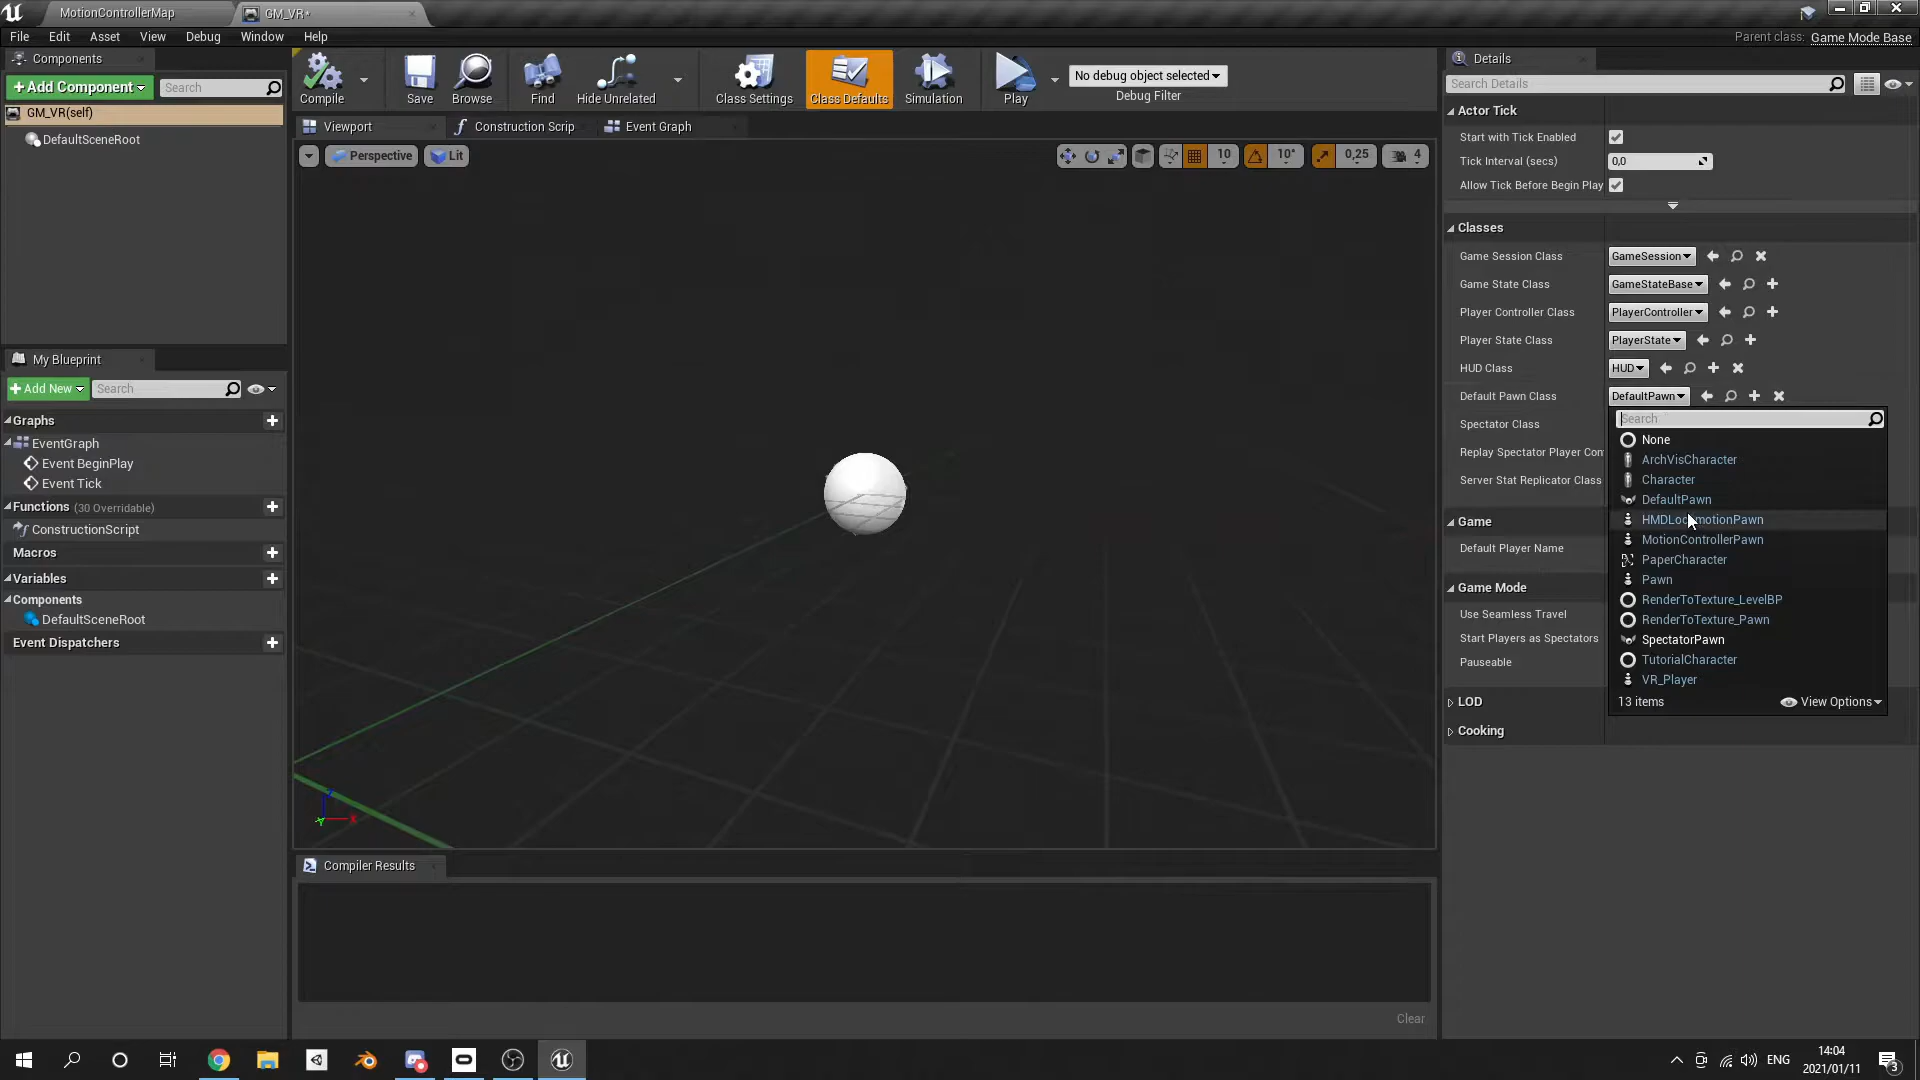 MotionControllerMap
GM_VR*
File Edit Asset View Debug Window Help
Parent class: Game Mode Base
Components
+Add Component
Search
GM_VR(self)
DefaultSceneRoot
My Blueprint
+Add New
Search
Graphs
EventGraph
Event BeginPlay
Event Tick
Functions (30 Overridable)
ConstructionScript
Macros
Variables
Components
DefaultSceneRoot
Event Dispatchers
Compile
Save
Browse
Find
Hide Unrelated
Class Settings
Class Defaults
Simulation
Play
No debug object selected
Debug Filter
Viewport
Construction Scrip
Event Graph
Perspective
Lit
10
10°
0,25
4
X
Y
Z
Compiler Results
Clear
Details
Search Details
Actor Tick
Start with Tick Enabled
Tick Interval (secs) 0,0
Allow Tick Before Begin Play
Classes
Game Session Class GameSession
Game State Class GameStateBase
Player Controller Class PlayerController
Player State Class PlayerState
HUD Class HUD
Default Pawn Class DefaultPawn
Spectator Class
Replay Spectator Player Con
Server Stat Replicator Class
Game
Default Player Name
Game Mode
Use Seamless Travel
Start Players as Spectators
Pauseable
LOD
Cooking
Search
None
ArchVisCharacter
Character
DefaultPawn
HMDLocomotionPawn
MotionControllerPawn
PaperCharacter
Pawn
RenderToTexture_LevelBP
RenderToTexture_Pawn
SpectatorPawn
TutorialCharacter
VR_Player
13 items
View Options
ENG
14:04
2021/01/11
3